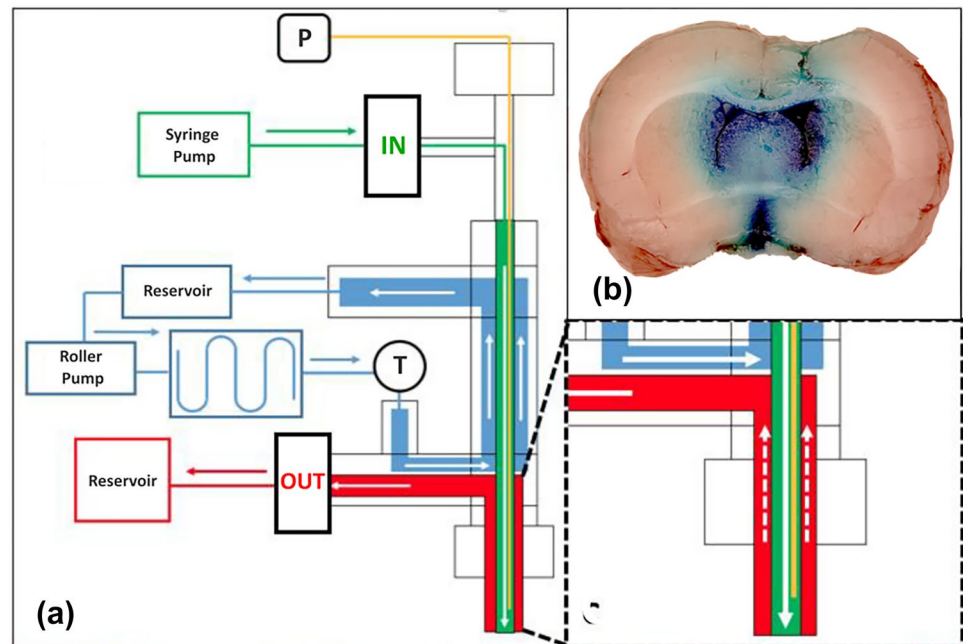 P
Syringe
Pump
IN
Reservoir
Roller
Pump
T
Reservoir
OUT
(a)
(b)